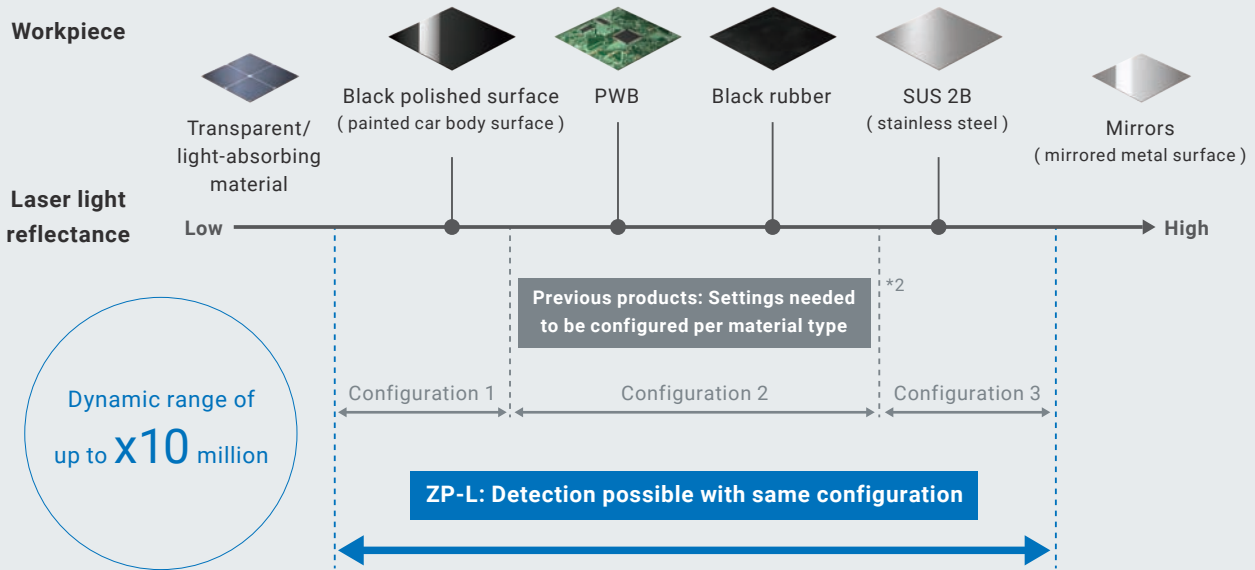 Workpiece
Transparent/
light-absorbing
material
Black polished surface
( painted car body surface )
PWB
Black rubber
SUS 2B
( stainless steel )
Mirrors
( mirrored metal surface )
Laser light
reflectance
Low
High
Previous products: Settings needed
to be configured per material type
*2
Configuration 1
Configuration 2
Configuration 3
Dynamic range of
up to x10 million
ZP-L: Detection possible with same configuration